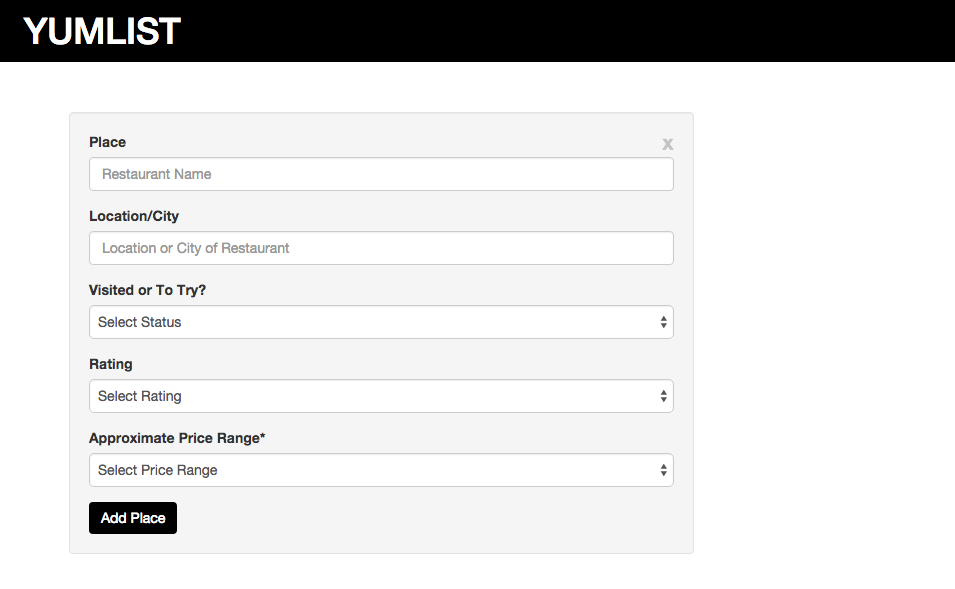 YUMLIST
Place
x
Restaurant Name
Location/City
Location or City of Restaurant
Visited or To Try?
Select Status
Rating
Select Rating
Approximate Price Range*
Select Price Range
Add Place